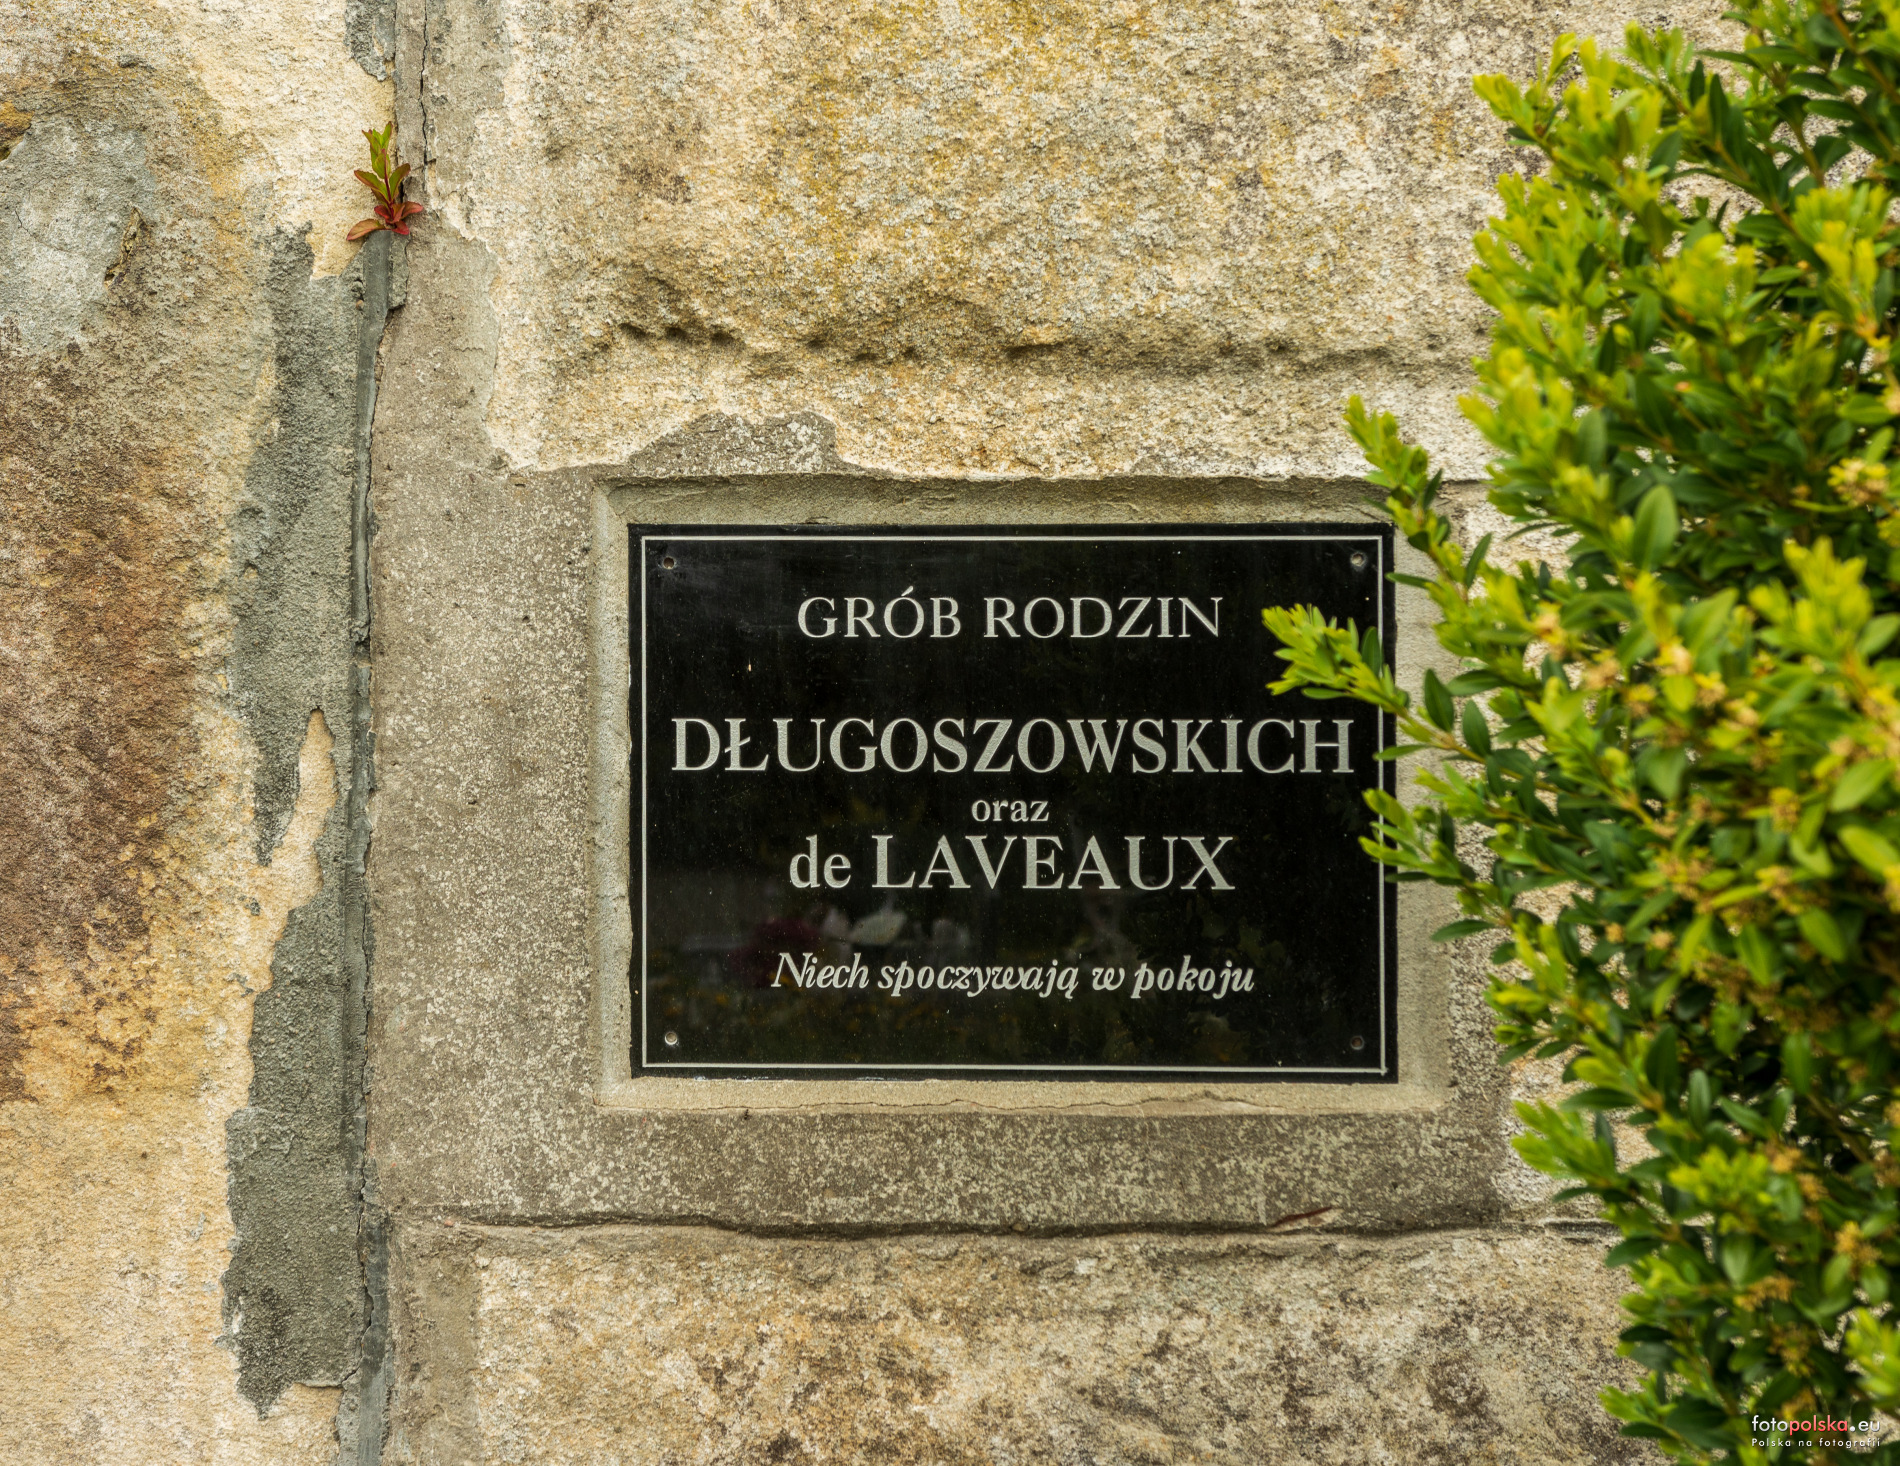 GRÓB RODZIN
DŁUGOSZOWSKICH
oraz
de LAVEAUX
Niech spoczywają w pokoju
fotopolska.eu
Polska na fotografii